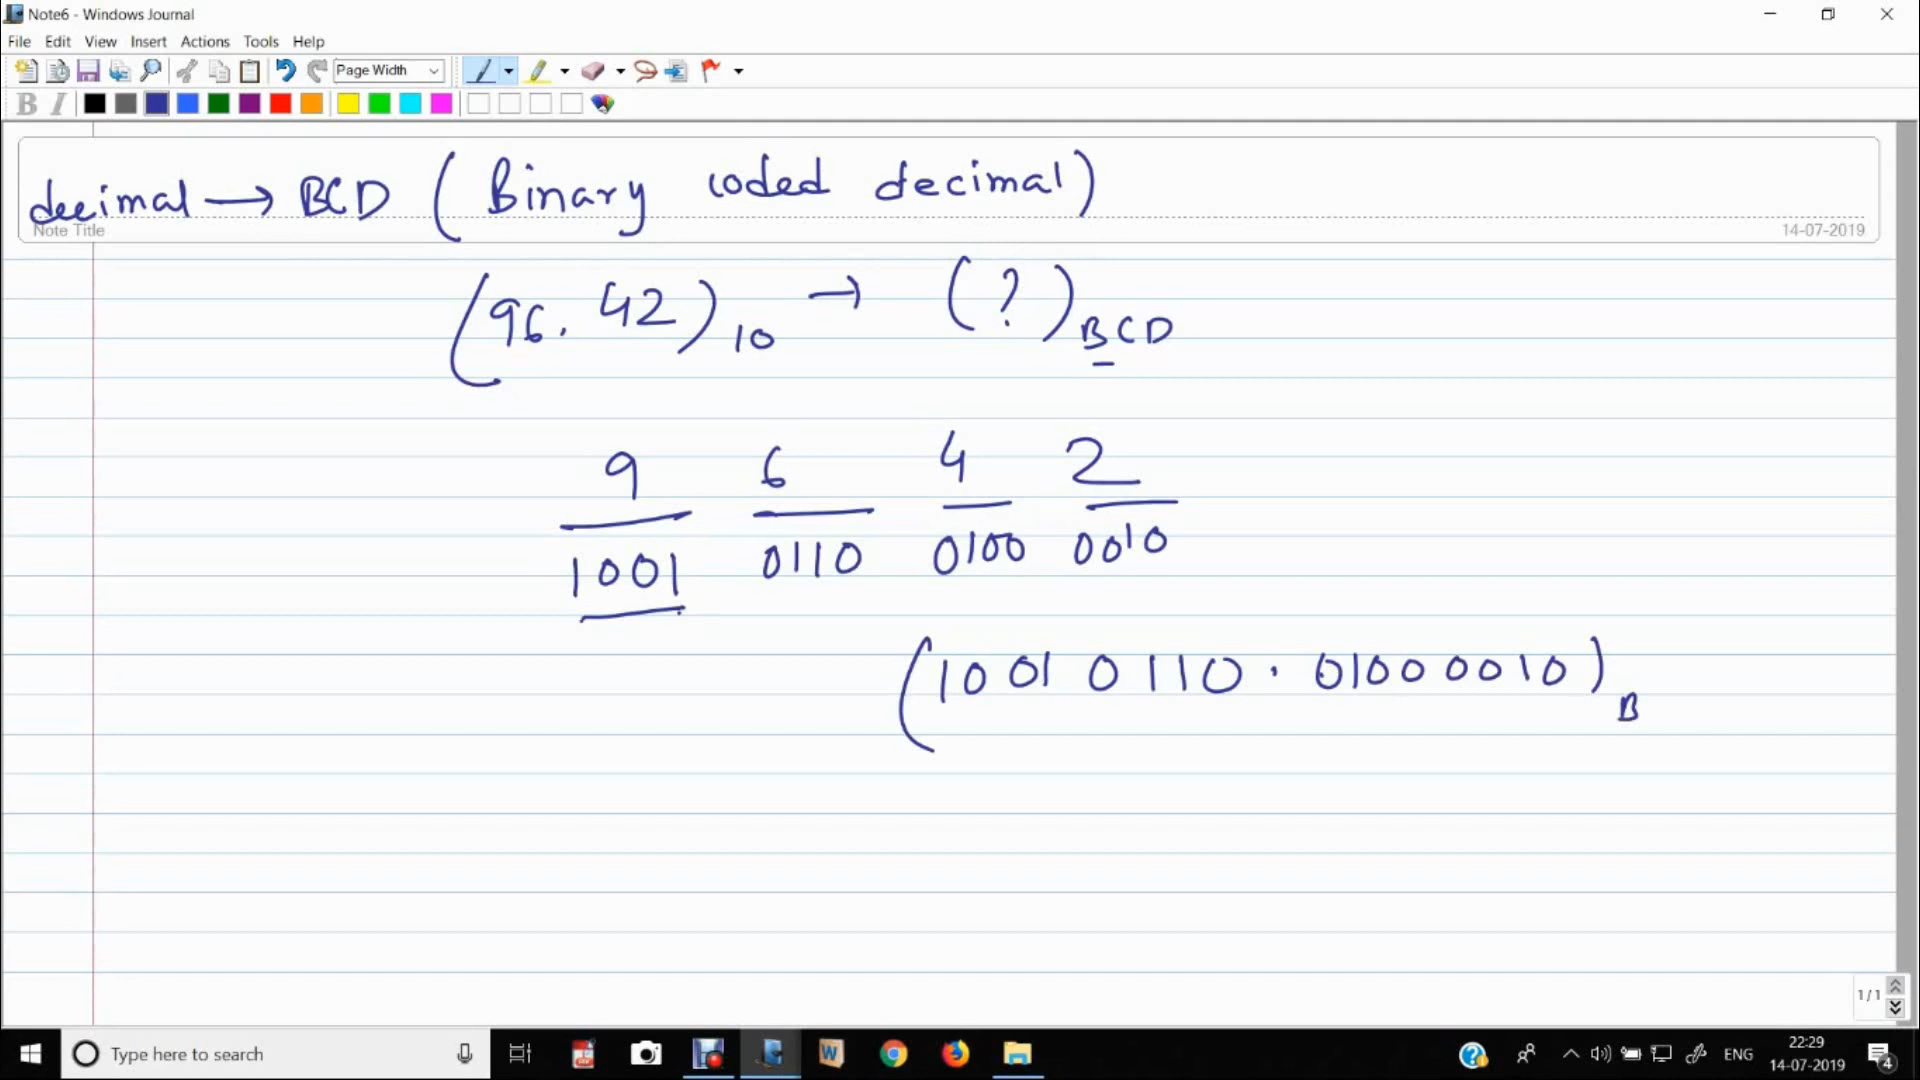 Note6 - Windows Journal
File Edit View Insert Actions Tools Help
Page Width
B I
decimal → BCD ( Binary coded decimal)
Note Title
14-07-2019
(96. 42)10 → (?)BCD
9 6 4 2
1001 0110 0100 0010
(1001 0110 . 01000010)B
1/1
Type here to search
ENG
22:29
14-07-2019
4